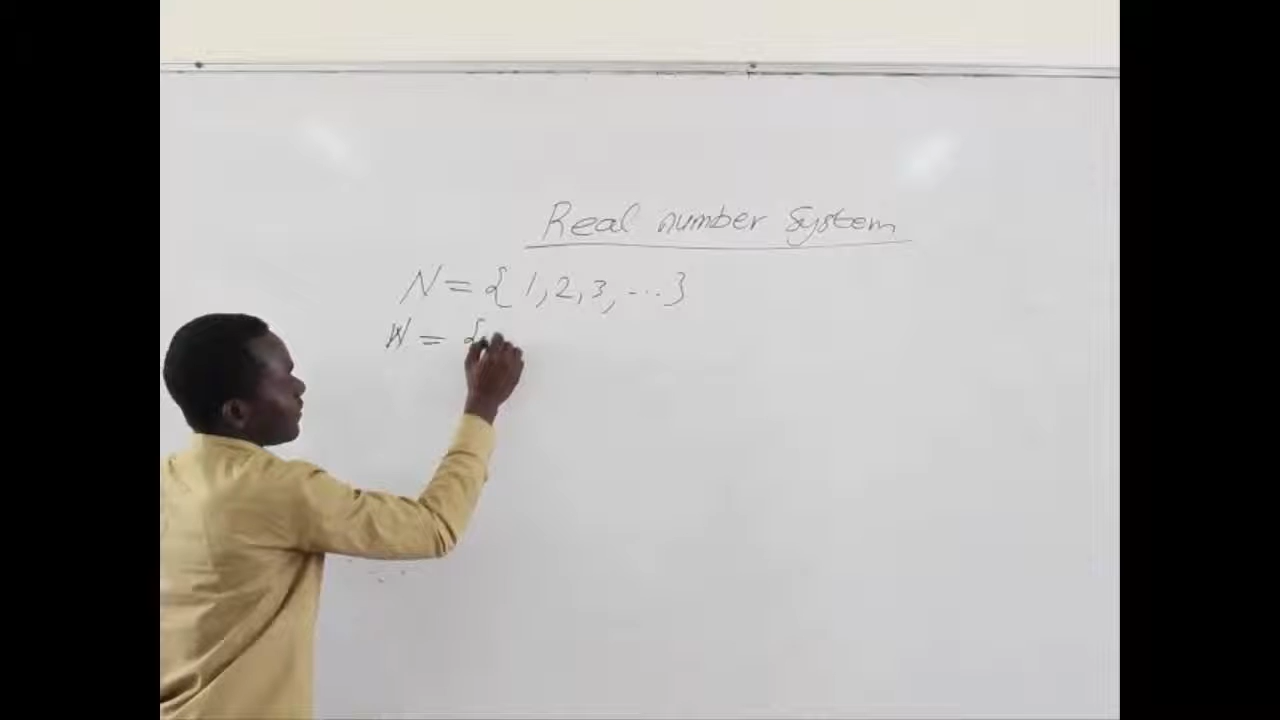 Real number system
N = { 1, 2, 3, ... }
W = {